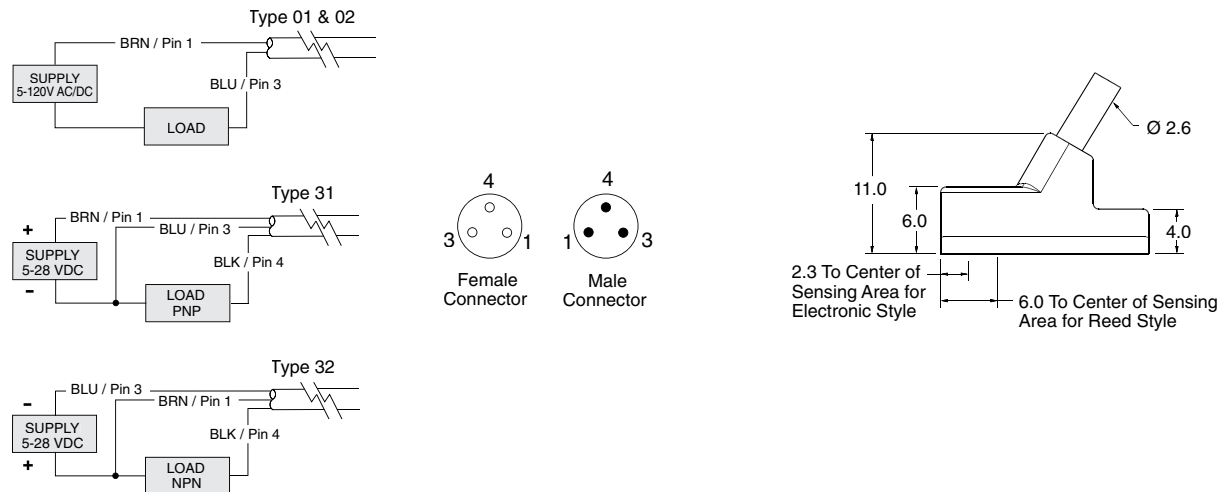 Type 01 & 02
BRN / Pin 1
SUPPLY
5-120V AC/DC
BLU / Pin 3
LOAD
Type 31
+
BRN / Pin 1
BLU / Pin 3
SUPPLY
5-28 VDC
BLK / Pin 4
-
LOAD
PNP
Type 32
BLU / Pin 3
-
BRN / Pin 1
SUPPLY
5-28 VDC
BLK / Pin 4
+
LOAD
NPN
4
3
1
Female
Connector
4
1
3
Male
Connector
Ø 2.6
11.0
6.0
4.0
2.3 To Center of
Sensing Area for
Electronic Style
6.0 To Center of Sensing
Area for Reed Style